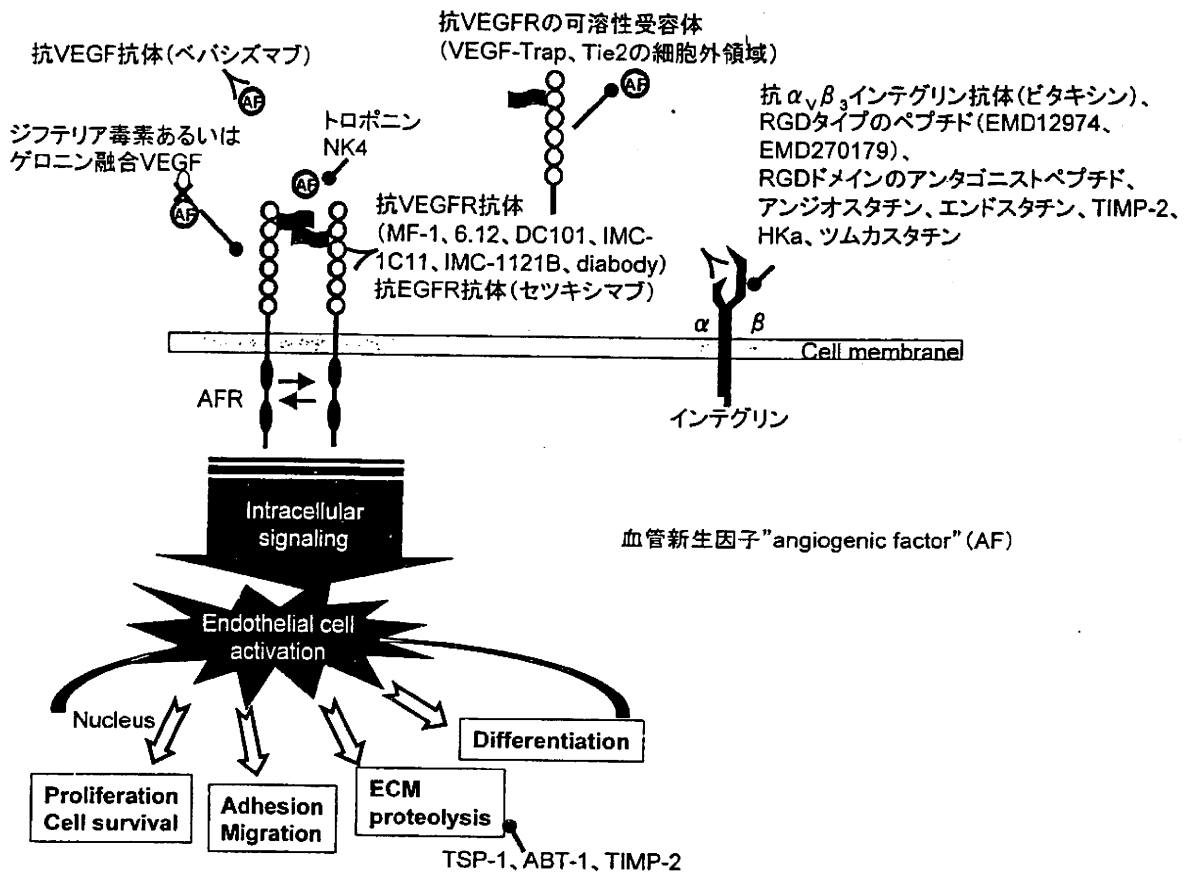 抗VEGFRの可溶性受容体
(VEGF-Trap、Tie2の細胞外領域)
抗VEGF抗体(ベバシズマブ)
AF
AF
抗αvβ3インテグリン抗体(ビタキシン)、
RGDタイプのペプチド(EMD12974、
EMD270179)、
RGDドメインのアンタゴニストペプチド、
アンジオスタチン、エンドスタチン、TIMP-2、
HKa、ツムカスタチン
ジフテリア毒素あるいは
ゲロニン融合VEGF
AF
トロポニン
NK4
AF
抗VEGFR抗体
(MF-1、6.12、DC101、IMC-
1C11、IMC-1121B、diabody)
抗EGFR抗体(セツキシマブ)
α
β
Cell membrane
AFR
インテグリン
Intracellular
signaling
血管新生因子"angiogenic factor"(AF)
Endothelial cell
activation
Nucleus
Differentiation
Proliferation
Cell survival
Adhesion
Migration
ECM
proteolysis
TSP-1、ABT-1、TIMP-2